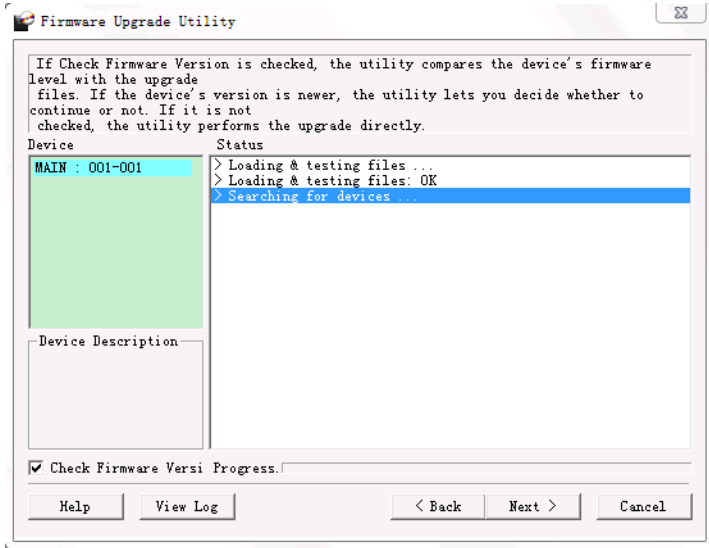 Firmware Upgrade Utility
If Check Firmware Version is checked, the utility compares the device's firmware
level with the upgrade
files. If the device's version is newer, the utility lets you decide whether to
continue or not. If it is not
checked, the utility performs the upgrade directly.
Device
Status
MAIN : 001-001
> Loading & testing files ...
> Loading & testing files: OK
> Searching for devices ...
Device Description
Check Firmware Versi Progress.
Help
View Log
< Back
Next >
Cancel